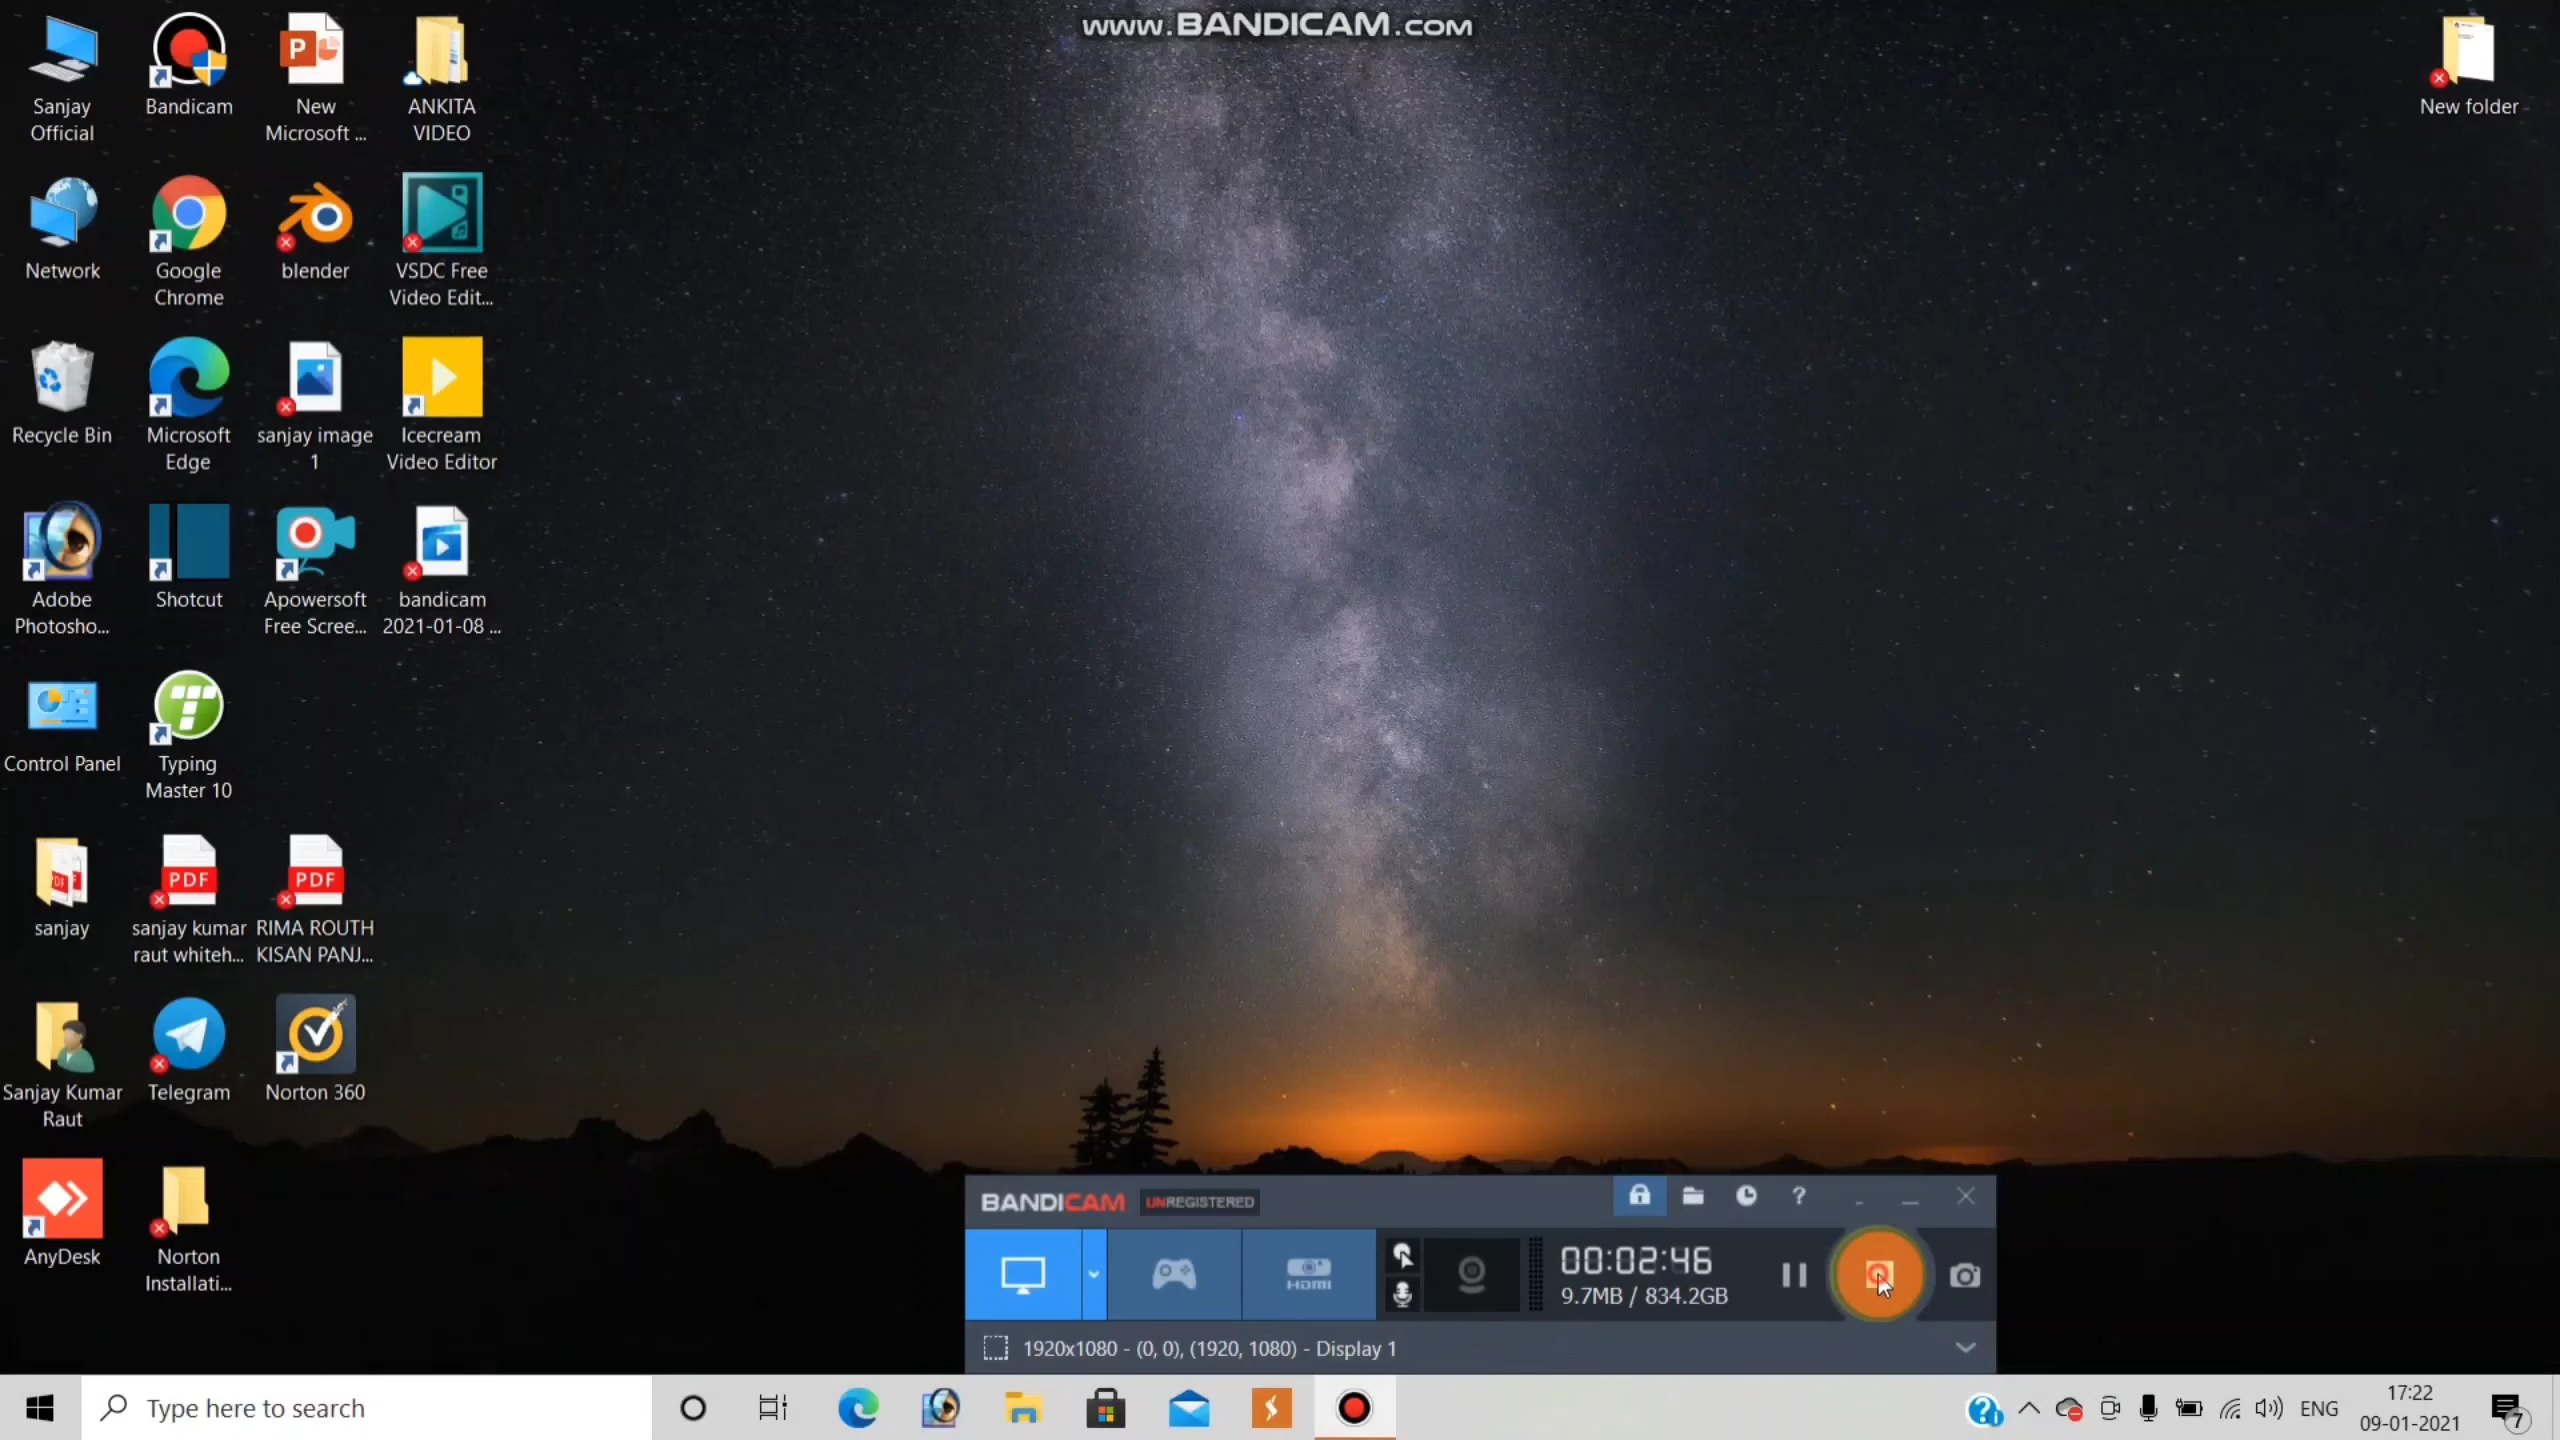 www.BANDICAM.com
Sanjay
Official
Bandicam
New
Microsoft ...
ANKITA
VIDEO
New folder
Network
Google
Chrome
blender
VSDC Free
Video Edit...
Recycle Bin
Microsoft
Edge
sanjay image
1
Icecream
Video Editor
Adobe
Photosho...
Shotcut
Apowersoft
Free Scree...
bandicam
2021-01-08 ...
Control Panel
Typing
Master 10
sanjay
PDF
sanjay kumar
raut whiteh...
PDF
RIMA ROUTH
KISAN PANJ...
Sanjay Kumar
Raut
Telegram
Norton 360
AnyDesk
Norton
Installati...
BANDICAM UNREGISTERED
HDMI
00:02:46
9.7MB / 834.2GB
1920x1080 - (0, 0), (1920, 1080) - Display 1
Type here to search
ENG
17:22
09-01-2021
7